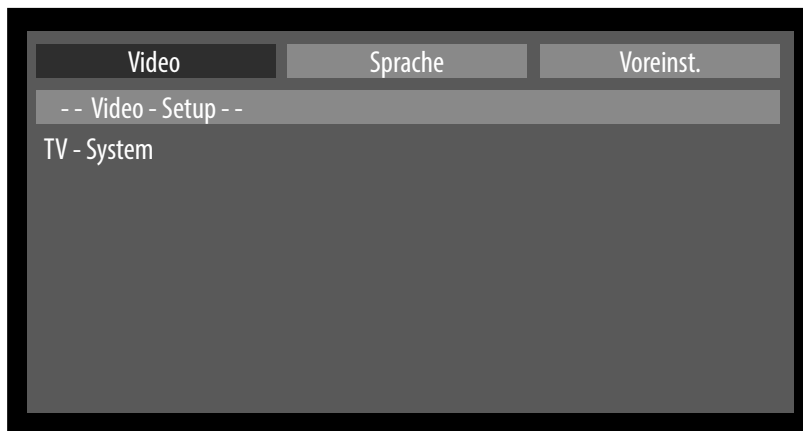 Video Sprache Voreinst.
- - Video - Setup - -
TV - System